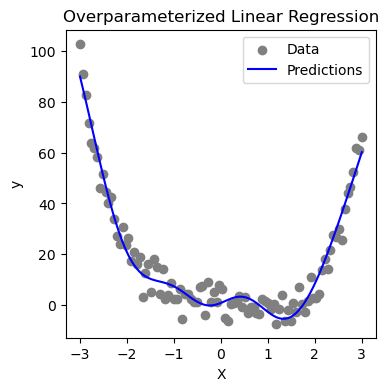 Overparameterized Linear Regression
Data
Predictions
y
100
80
60
40
20
0
−3
−2
−1
0
1
2
3
X